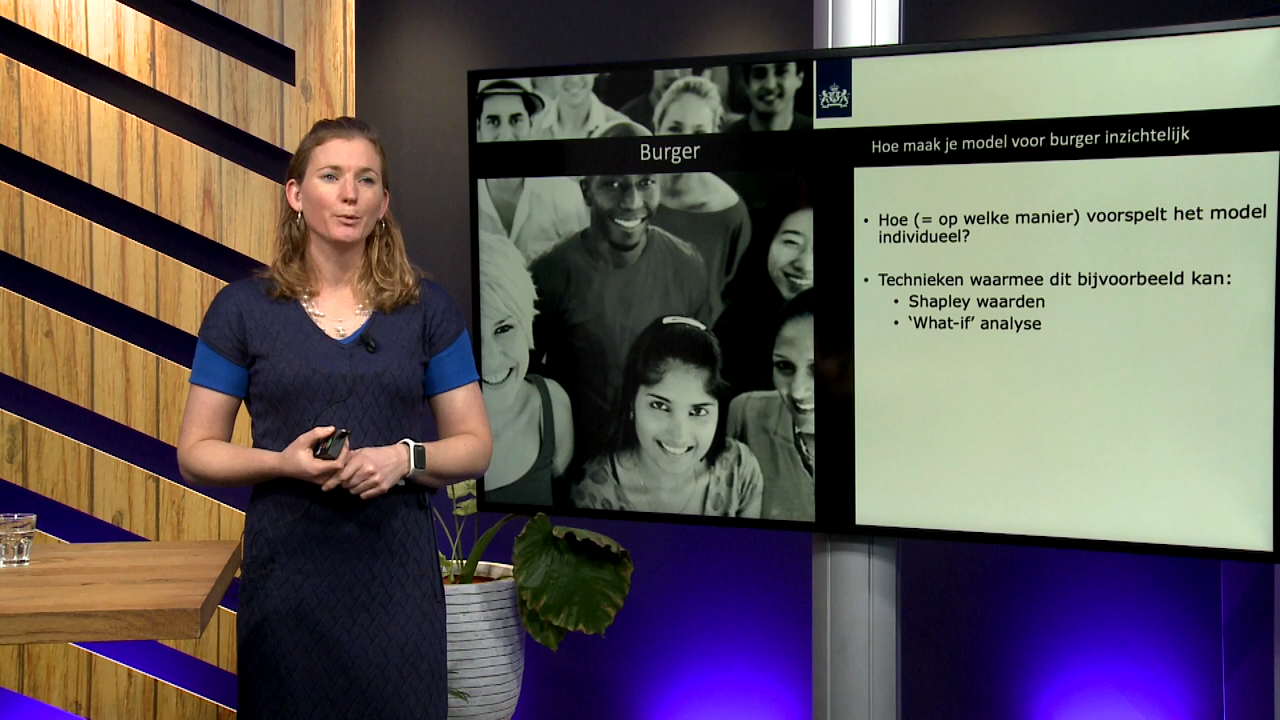 Burger
Hoe maak je model voor burger inzichtelijk
• Hoe (= op welke manier) voorspelt het model
individueel?
• Technieken waarmee dit bijvoorbeeld kan:
• Shapley waarden
• ‘What-if’ analyse